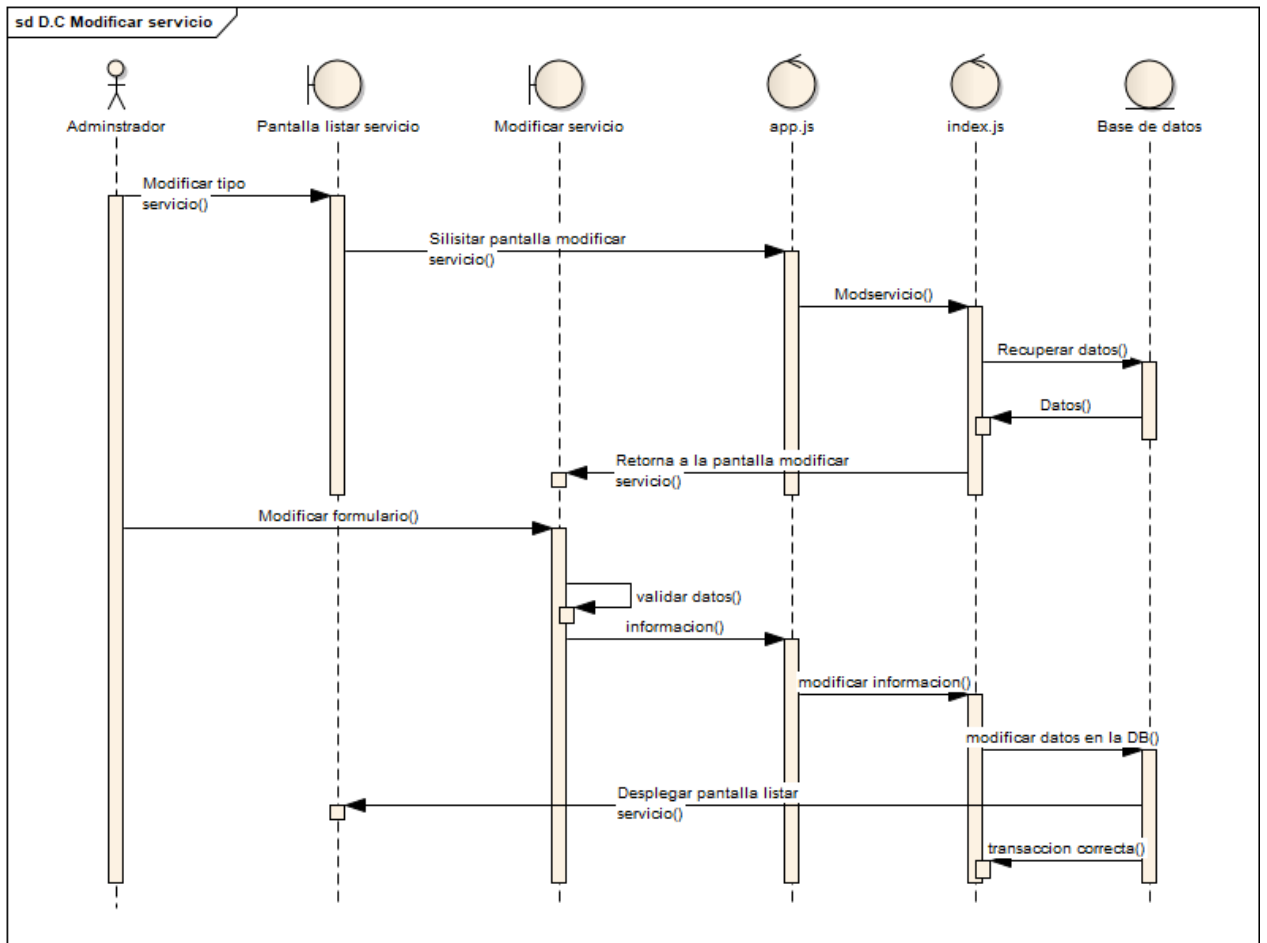 sd D.C Modificar servicio
Adminstrador
Pantalla listar servicio
Modificar servicio
app.js
index.js
Base de datos
Modificar tipo
servicio()
Silisitar pantalla modificar
servicio()
Modservicio()
Recuperar datos()
Datos()
Retorna a la pantalla modificar
servicio()
Modificar formulario()
validar datos()
informacion()
modificar informacion()
modificar datos en la DB()
Desplegar pantalla listar
servicio()
transaccion correcta()